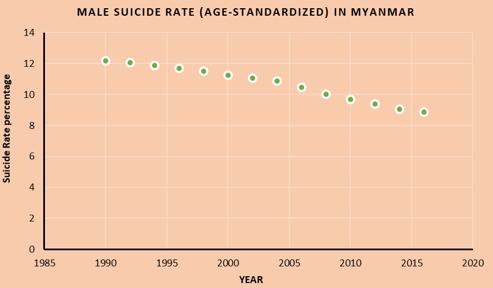 MALE SUICIDE RATE (AGE-STANDARDIZED) IN MYANMAR
Suicide Rate percentage
14
12
10
8
6
4
2
0
1985 1990 1995 2000 2005 2010 2015 2020
YEAR